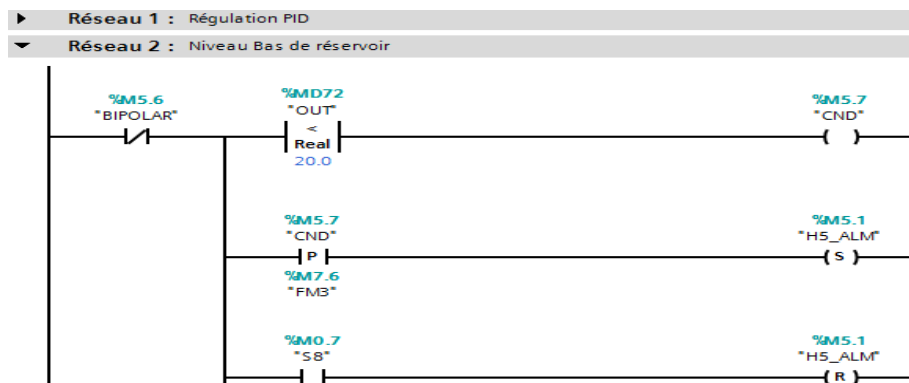 Réseau 1 : Régulation PID
Réseau 2 : Niveau Bas de réservoir
%M5.6
"BIPOLAR"
%MD72
"OUT"
<
Real
20.0
%M5.7
"CND"
%M5.7
"CND"
P
%M7.6
"FM3"
%M5.1
"H5_ALM"
S
%M0.7
"S8"
%M5.1
"H5_ALM"
R